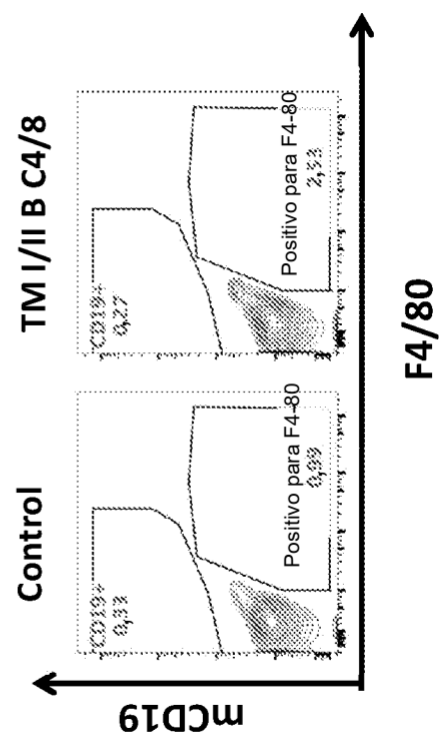 Control
TM I/II B C4/8
mCD19
CD19+
0,33
Positivo para F4-80
0,99
CD19+
0,27
Positivo para F4-80
2,53
F4/80